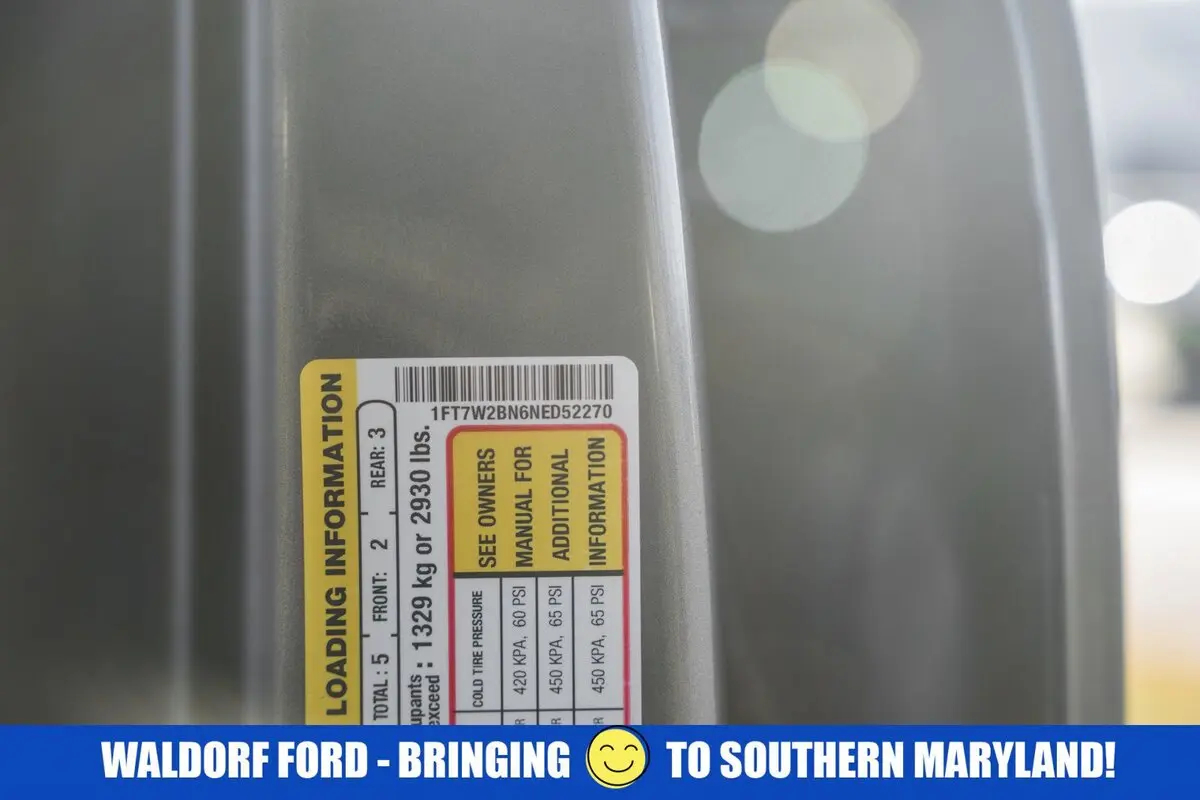 1FT7W2BN6NED52270
LOADING INFORMATION
TOTAL : 5 FRONT: 2 REAR: 3
upants
exceed : 1329 kg or 2930 lbs.
SEE OWNERS
MANUAL FOR
ADDITIONAL
INFORMATION
COLD TIRE PRESSURE
420 KPA, 60 PSI
450 KPA, 65 PSI
450 KPA, 65 PSI
R
R
R
WALDORF FORD - BRINGING TO SOUTHERN MARYLAND!